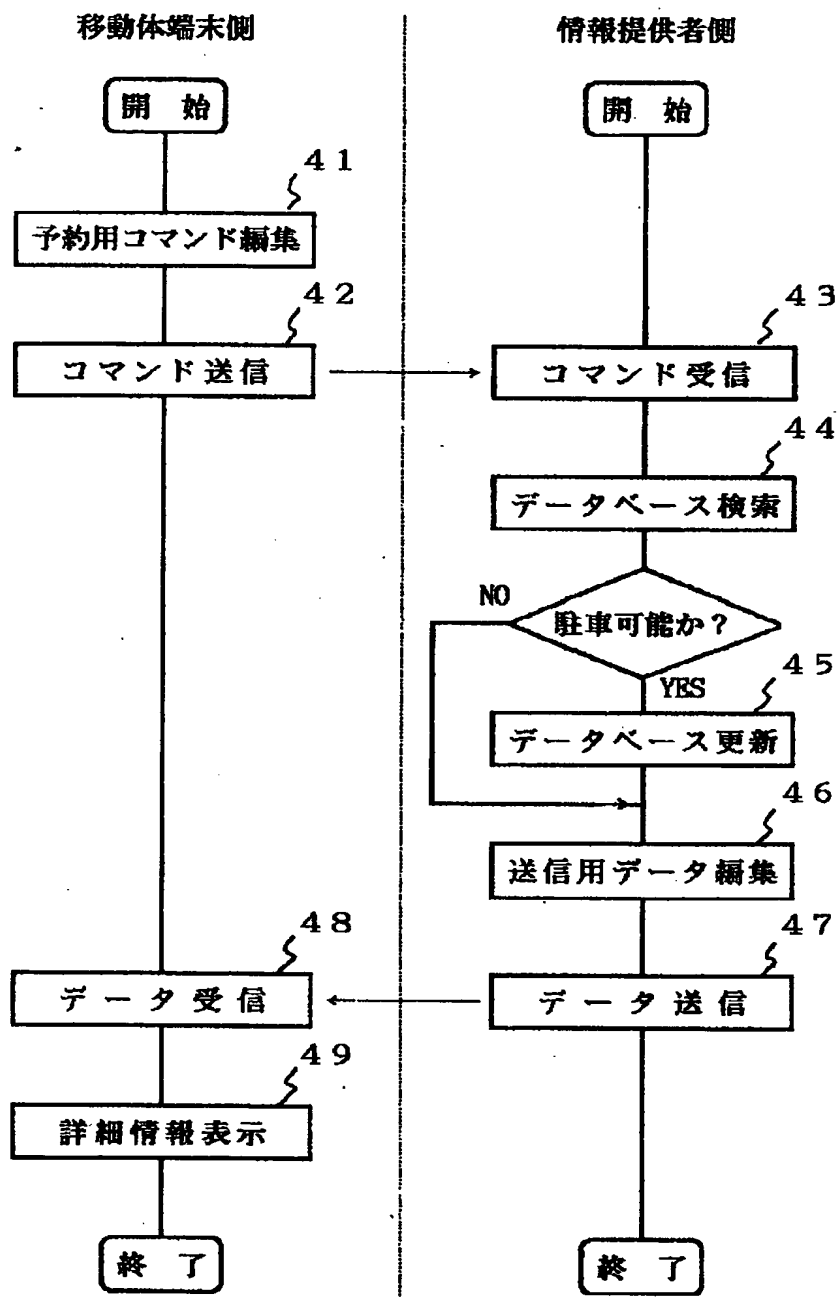 移動体端末側
情報提供者側
開 始
開 始
41
予約用コマンド編集
42
コマンド送信
43
コマンド受信
44
データベース検索
NO
駐車可能か?
YES
45
データベース更新
46
送信用データ編集
47
データ送信
48
データ受信
49
詳細情報表示
終 了
終 了